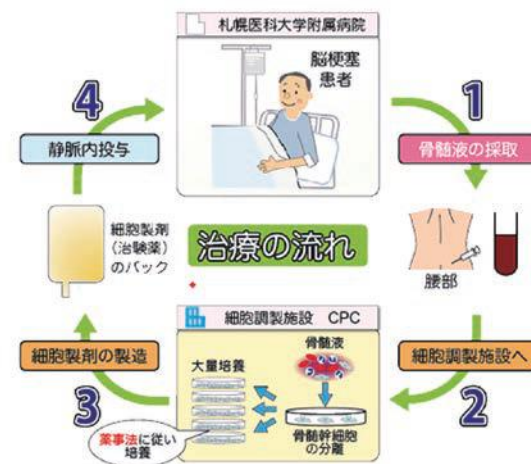 札幌医科大学附属病院
脳梗塞
患者
1
骨髄液の採取
腰部
2
細胞調製施設へ
細胞調製施設 CPC
骨髄液
骨髄幹細胞
の分離
大量培養
薬事法に従い
培養
3
細胞製剤の製造
細胞製剤
(治験薬)
のバック
4
静脈内投与
治療の流れ